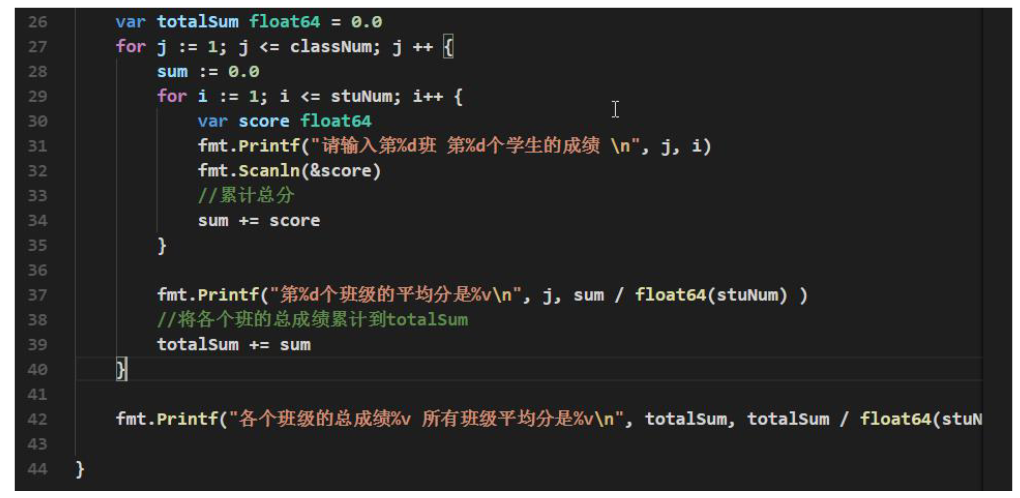 26 var totalSum float64 = 0.0
27 for j := 1; j <= classNum; j ++ {
28 sum := 0.0
29 for i := 1; i <= stuNum; i++ {
30 var score float64
31 fmt.Printf("请输入第%d班 第%d个学生的成绩 \n", j, i)
32 fmt.Scanln(&score)
33 //累计总分
34 sum += score
35 }
36
37 fmt.Printf("第%d个班级的平均分是%v\n", j, sum / float64(stuNum) )
38 //将各个班的总成绩累计到totalSum
39 totalSum += sum
40 }
41
42 fmt.Printf("各个班级的总成绩%v 所有班级平均分是%v\n", totalSum, totalSum / float64(stuN
43
44 }